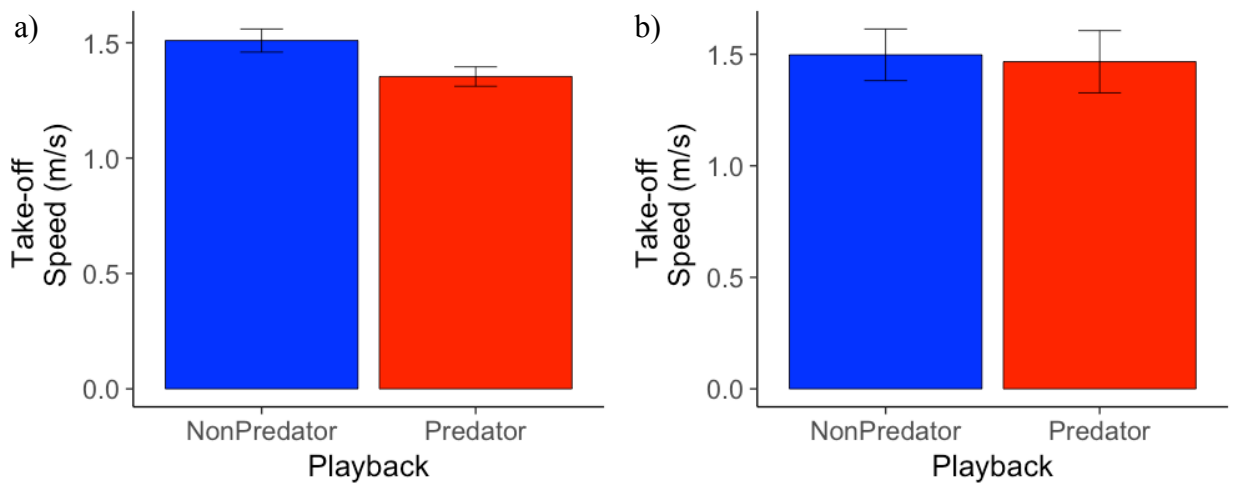 a)
Take-off
Speed (m/s)
1.5
1.0
0.5
0.0
NonPredator Predator
Playback
b)
Take-off
Speed (m/s)
1.5
1.0
0.5
0.0
NonPredator Predator
Playback